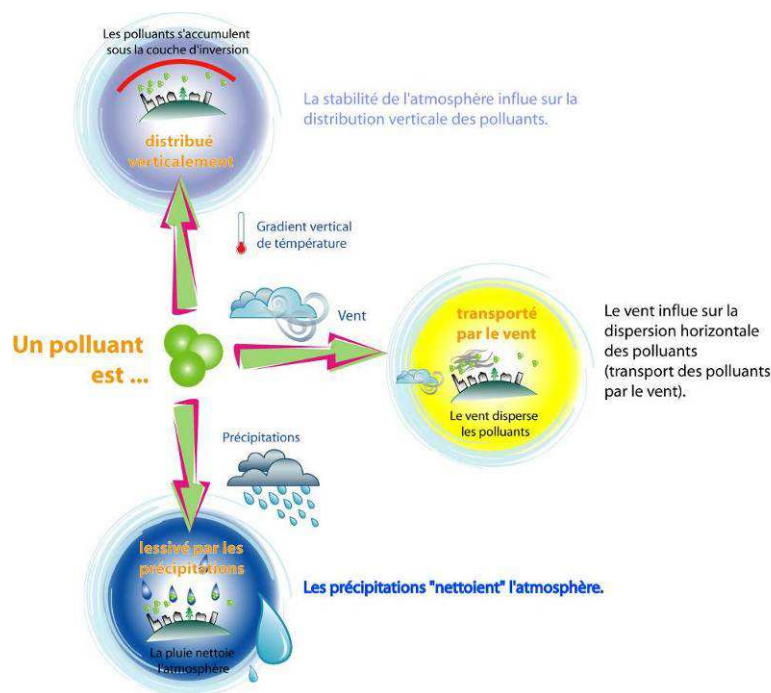 Les polluants s'accumulent
sous la couche d'inversion
distribué
verticalement
La stabilité de l'atmosphère influe sur la
distribution verticale des polluants.
Gradient vertical
de témpérature
Vent
Un polluant
est ...
transporté
par le vent
Le vent disperse
les polluants
Le vent influe sur la
dispersion horizontale
des polluants
(transport des polluants
par le vent).
Précipitations
lessivé par les
précipitations
La pluie nettoie
l'atmosphère
Les précipitations "nettoient" l'atmosphère.